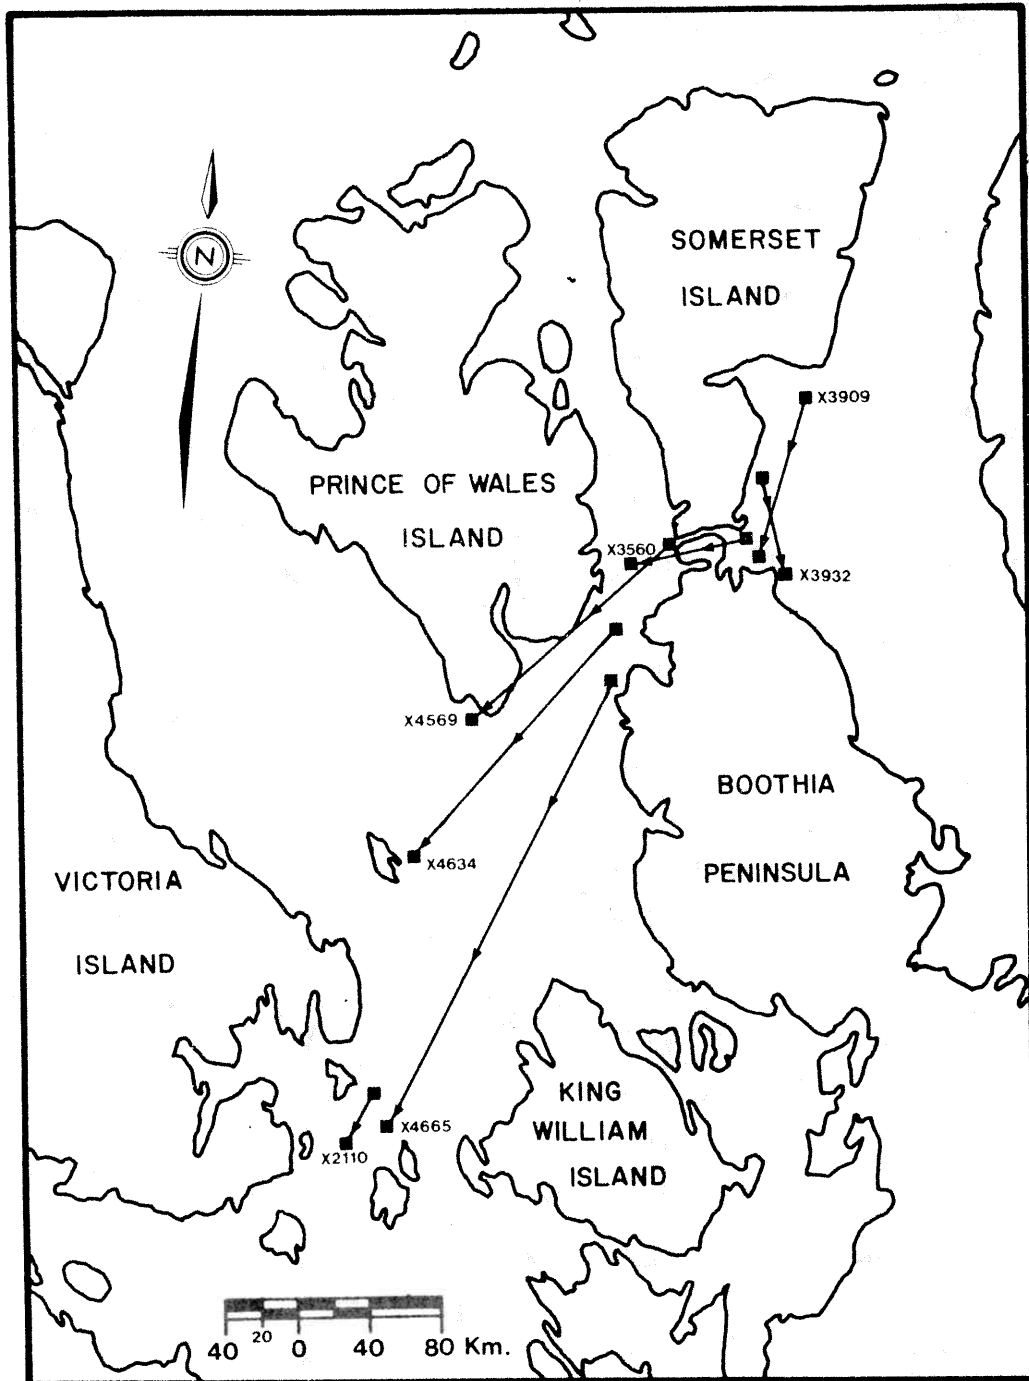 N
SOMERSET
ISLAND
X3909
PRINCE OF WALES
ISLAND
X3560
X3932
X4569
BOOTHIA
PENINSULA
X4634
VICTORIA
ISLAND
KING
WILLIAM
ISLAND
X4665
X2110
40 20 0 40 80 Km.